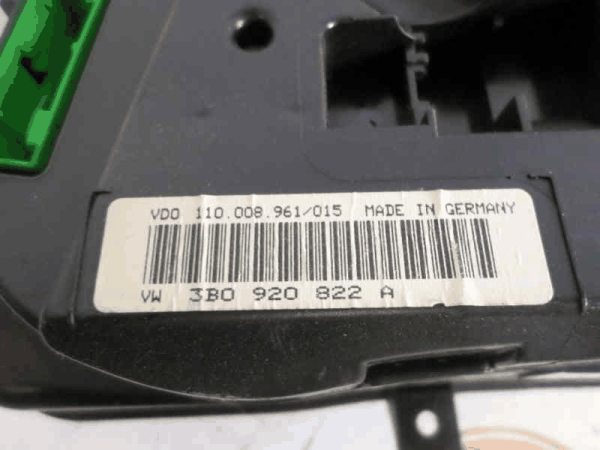 VDO 110.008.961/015 MADE IN GERMANY
VW 3B0 920 822 A